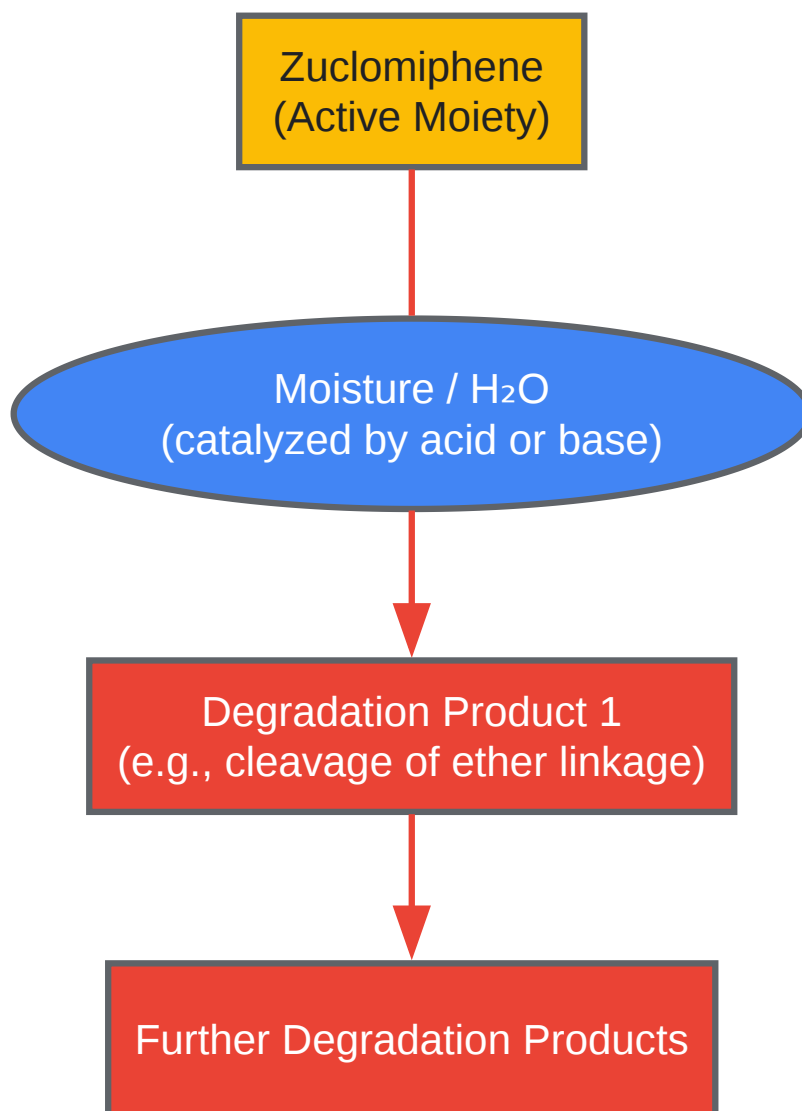 Zuclomiphene
(Active Moiety)
Moisture / H₂O
(catalyzed by acid or base)
Degradation Product 1
(e.g., cleavage of ether linkage)
Further Degradation Products